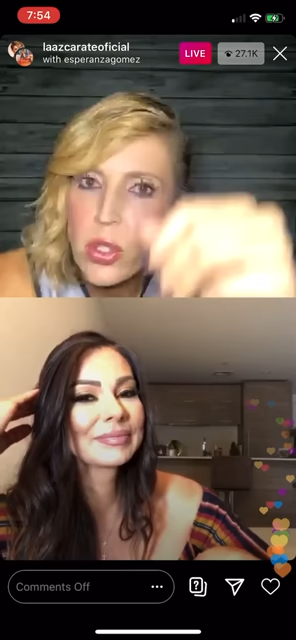 7:54
laazcarateoficial
LIVE
27.1K
with esperanzagomez
Comments Off